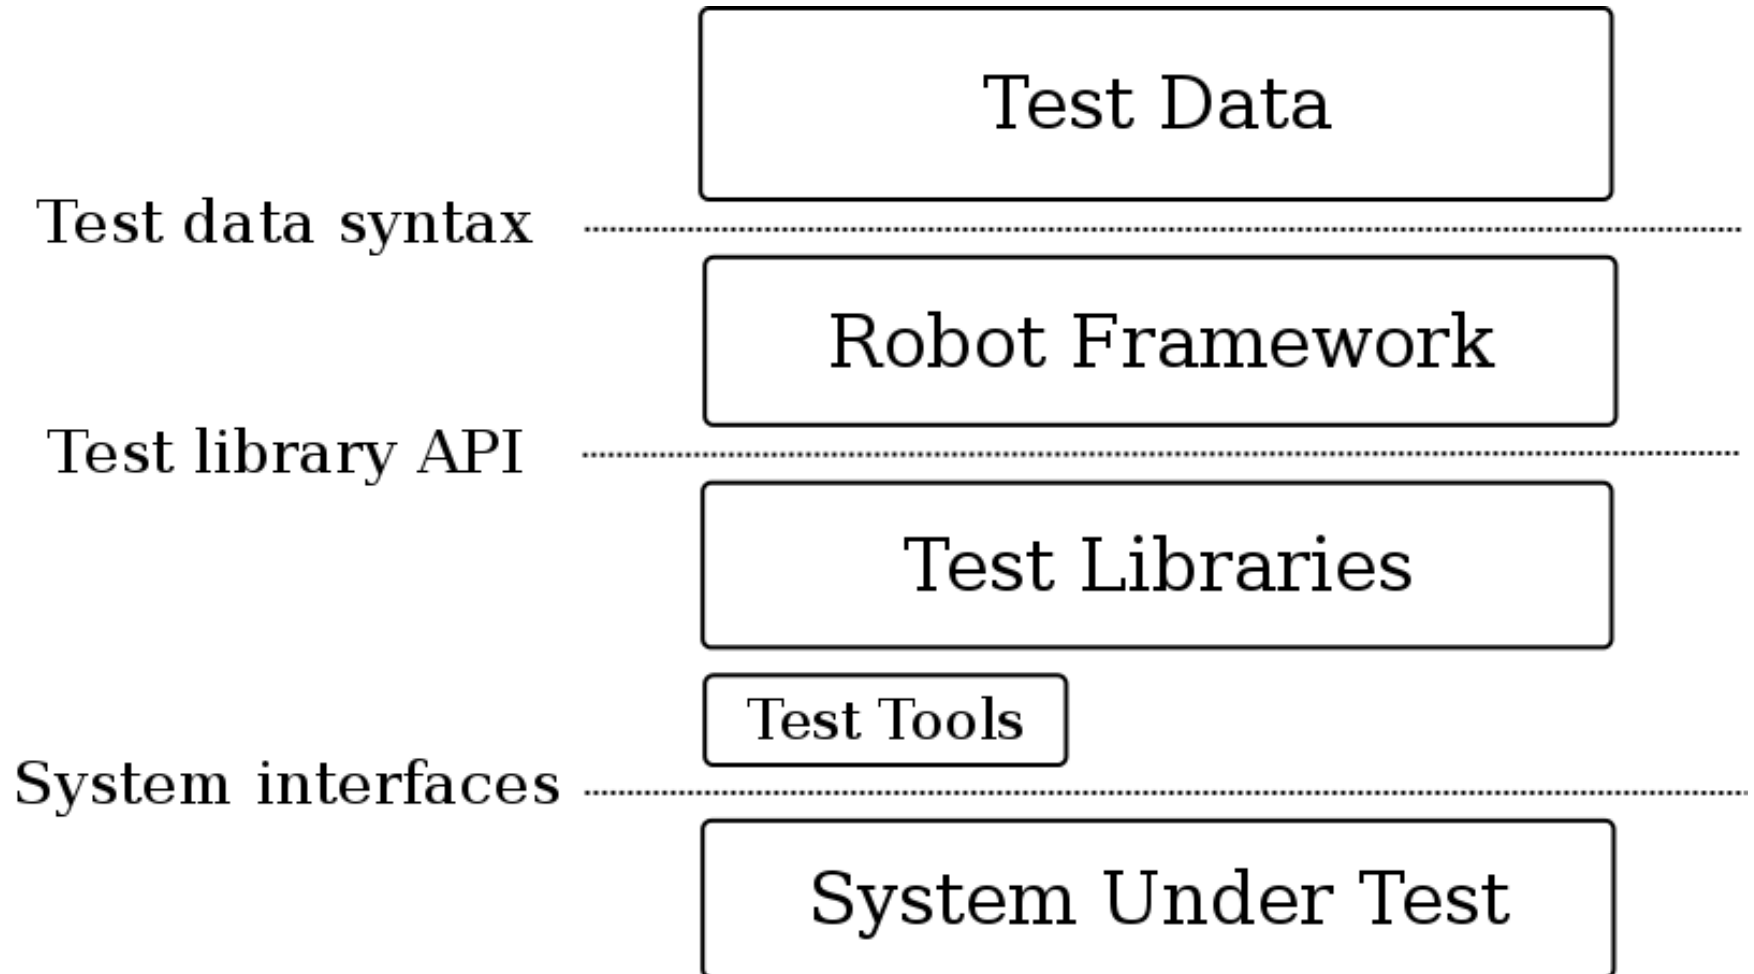 Test Data
Test data syntax
Robot Framework
Test library API
Test Libraries
Test Tools
System interfaces
System Under Test